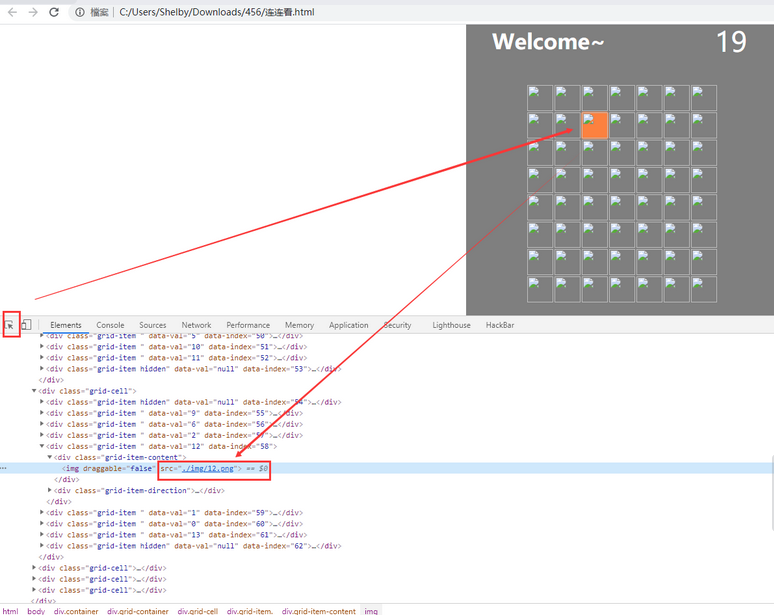 檔案 C:/Users/Shelby/Downloads/456/连连看.html
Welcome~ 19
Elements Console Sources Network Performance Memory Application Security Lighthouse HackBar
<div class="grid-item " data-val="5" data-index="50">…</div>
<div class="grid-item " data-val="10" data-index="51">…</div>
<div class="grid-item " data-val="11" data-index="52">…</div>
<div class="grid-item hidden" data-val="null" data-index="53">…</div>
</div>
<div class="grid-cell">
<div class="grid-item hidden" data-val="null" data-index="54">…</div>
<div class="grid-item " data-val="9" data-index="55">…</div>
<div class="grid-item " data-val="6" data-index="56">…</div>
<div class="grid-item " data-val="2" data-index="57">…</div>
<div class="grid-item " data-val="12" data-index="58">
<div class="grid-item-content">
<img draggable="false" src="./img/12.png"> == $0
</div>
<div class="grid-item-direction">…</div>
</div>
<div class="grid-item " data-val="1" data-index="59">…</div>
<div class="grid-item " data-val="0" data-index="60">…</div>
<div class="grid-item " data-val="13" data-index="61">…</div>
<div class="grid-item hidden" data-val="null" data-index="62">…</div>
</div>
<div class="grid-cell">…</div>
<div class="grid-cell">…</div>
<div class="grid-cell">…</div>
</div>
html body div.container div.grid-container div.grid-cell div.grid-item. div.grid-item-content img